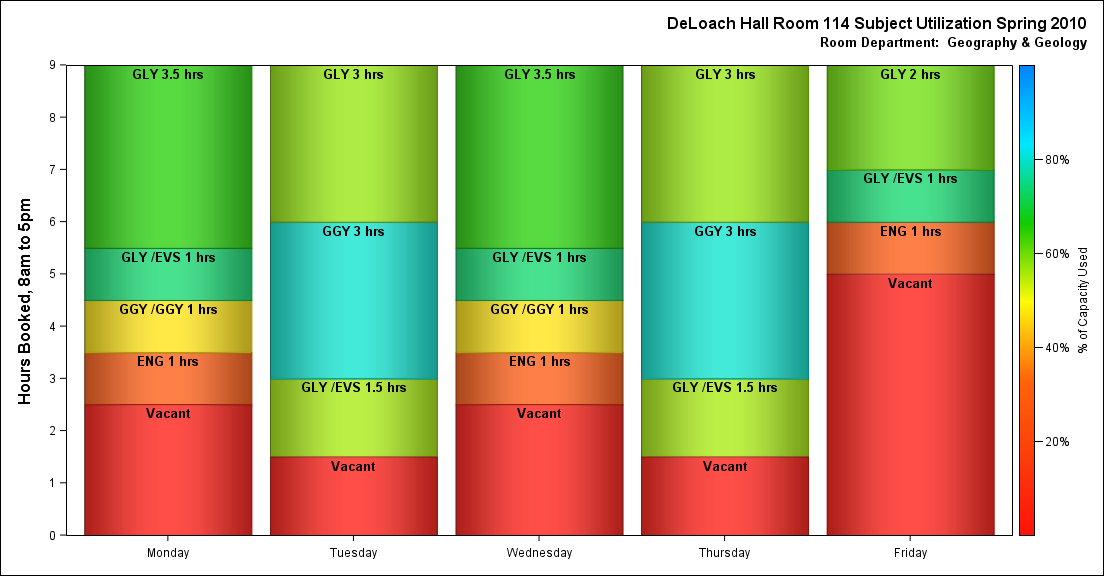 DeLoach Hall Room 114 Subject Utilization Spring 2010
Room Department:  Geography & Geology
Hours Booked, 8am to 5pm
9
8
7
6
5
4
3
2
1
0
GLY 3.5 hrs
GLY /EVS 1 hrs
GGY /GGY 1 hrs
ENG 1 hrs
Vacant
Monday
GLY 3 hrs
GGY 3 hrs
GLY /EVS 1.5 hrs
Vacant
Tuesday
GLY 3.5 hrs
GLY /EVS 1 hrs
GGY /GGY 1 hrs
ENG 1 hrs
Vacant
Wednesday
GLY 3 hrs
GGY 3 hrs
GLY /EVS 1.5 hrs
Vacant
Thursday
GLY 2 hrs
GLY /EVS 1 hrs
ENG 1 hrs
Vacant
Friday
80%
60%
40%
20%
% of Capacity Used